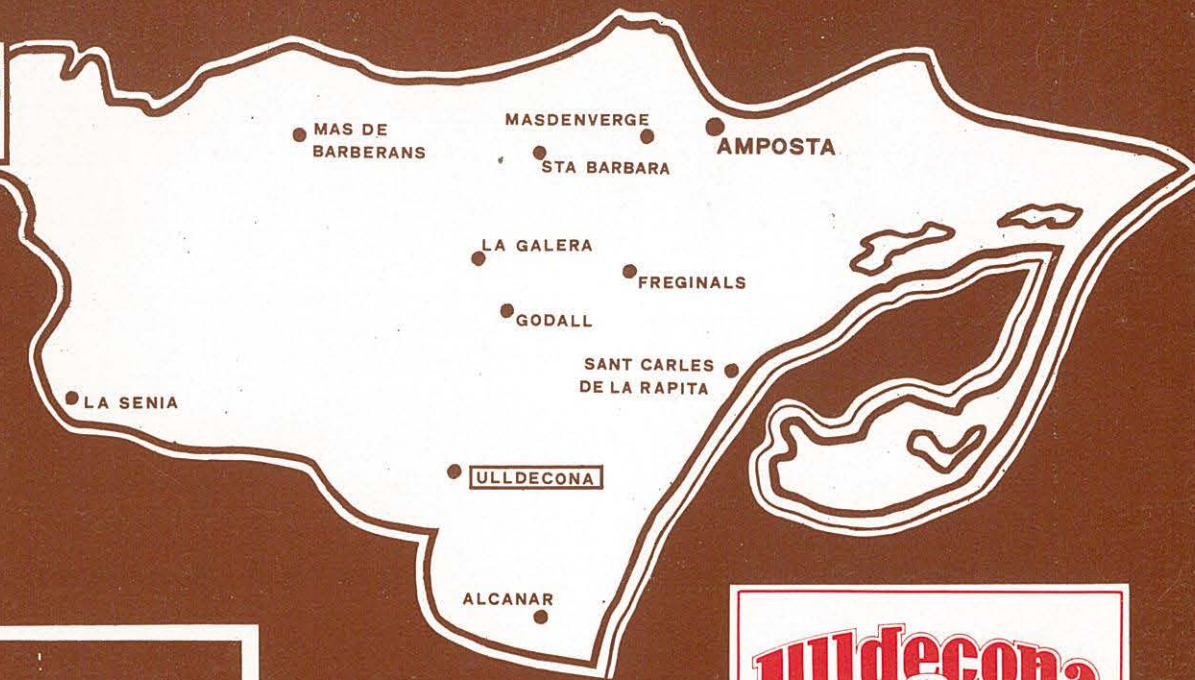 MAS DE
BARBERANS
MASDENVERGE
STA BARBARA
AMPOSTA
LA GALERA
FREGINALS
GODALL
SANT CARLES
DE LA RAPITA
LA SENIA
ULLDECONA
ALCANAR
Ulldecona